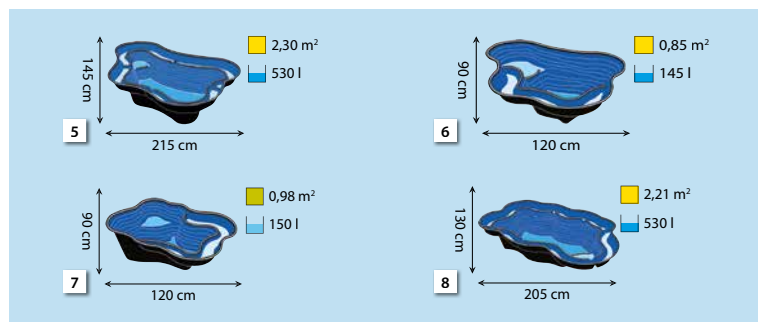 145 cm
2,30 m²
530 l
5
215 cm
90 cm
0,85 m²
145 l
6
120 cm
90 cm
0,98 m²
150 l
7
120 cm
130 cm
2,21 m²
530 l
8
205 cm